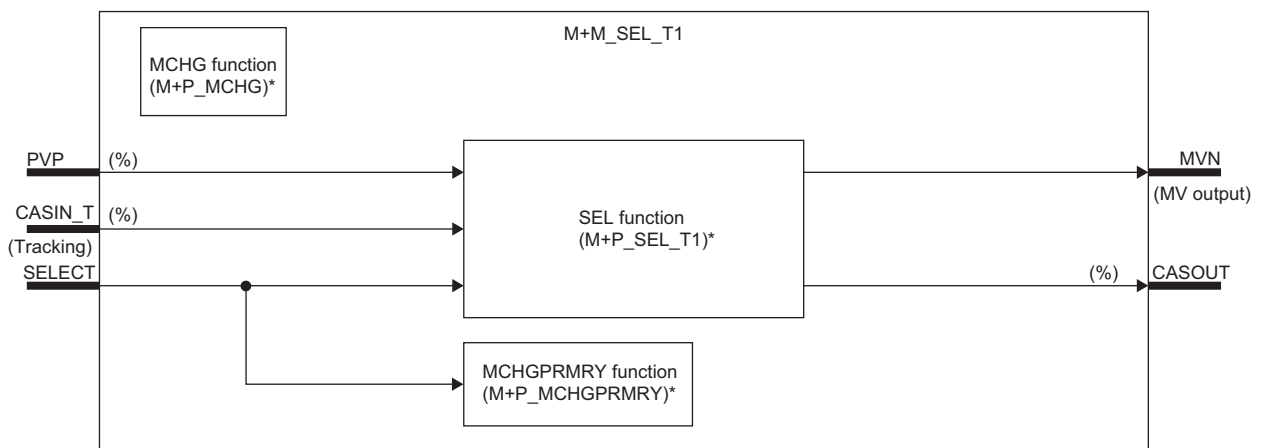 M+M_SEL_T1
MCHG function
(M+P_MCHG)*
PVP
(%)
MVN
(MV output)
CASIN_T
(%)
(Tracking)
SEL function
(M+P_SEL_T1)*
SELECT
(%)
CASOUT
MCHGPRMRY function
(M+P_MCHGPRMRY)*